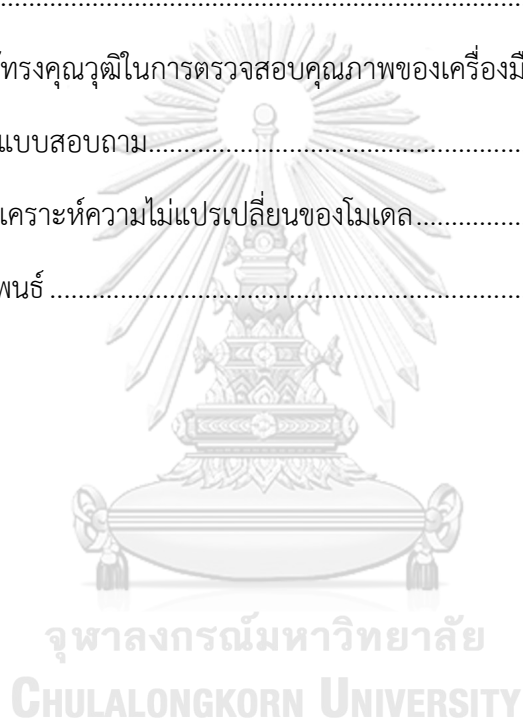 ................................................
ทรงคุณวุฒิในการตรวจสอบคุณภาพของเครื่องมื
แบบสอบถาม................................................
เคราะห์ความไม่แปรเปลี่ยนของโมเดล...............
พนธ์ ................................................
จุฬาลงกรณ์มหาวิทยาลัย
CHULALONGKORN UNIVERSITY